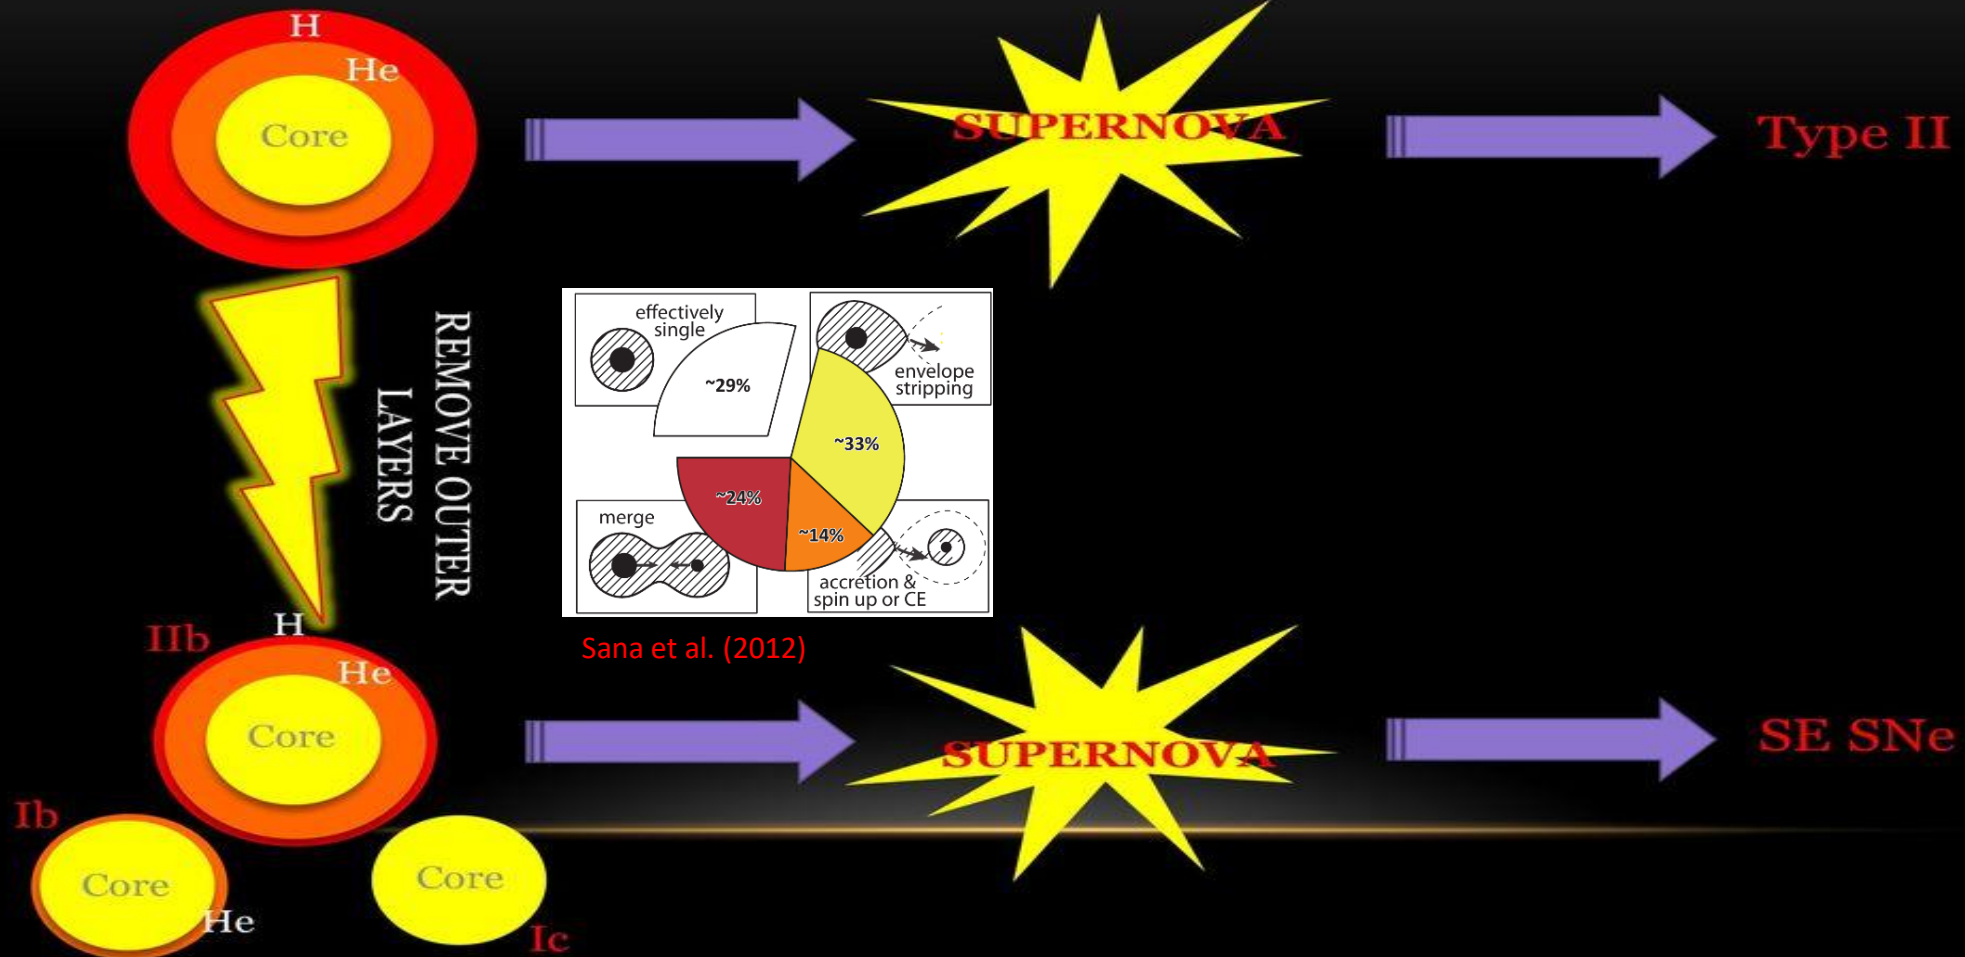 H
He
Core
SUPERNOVA
Type II
REMOVE OUTER
LAYERS
effectively
single
~29%
envelope
stripping
~33%
~24%
~14%
merge
accretion &
spin up or CE
Sana et al. (2012)
IIb
H
He
Core
SUPERNOVA
SE SNe
Ib
Core
He
Core
Ic